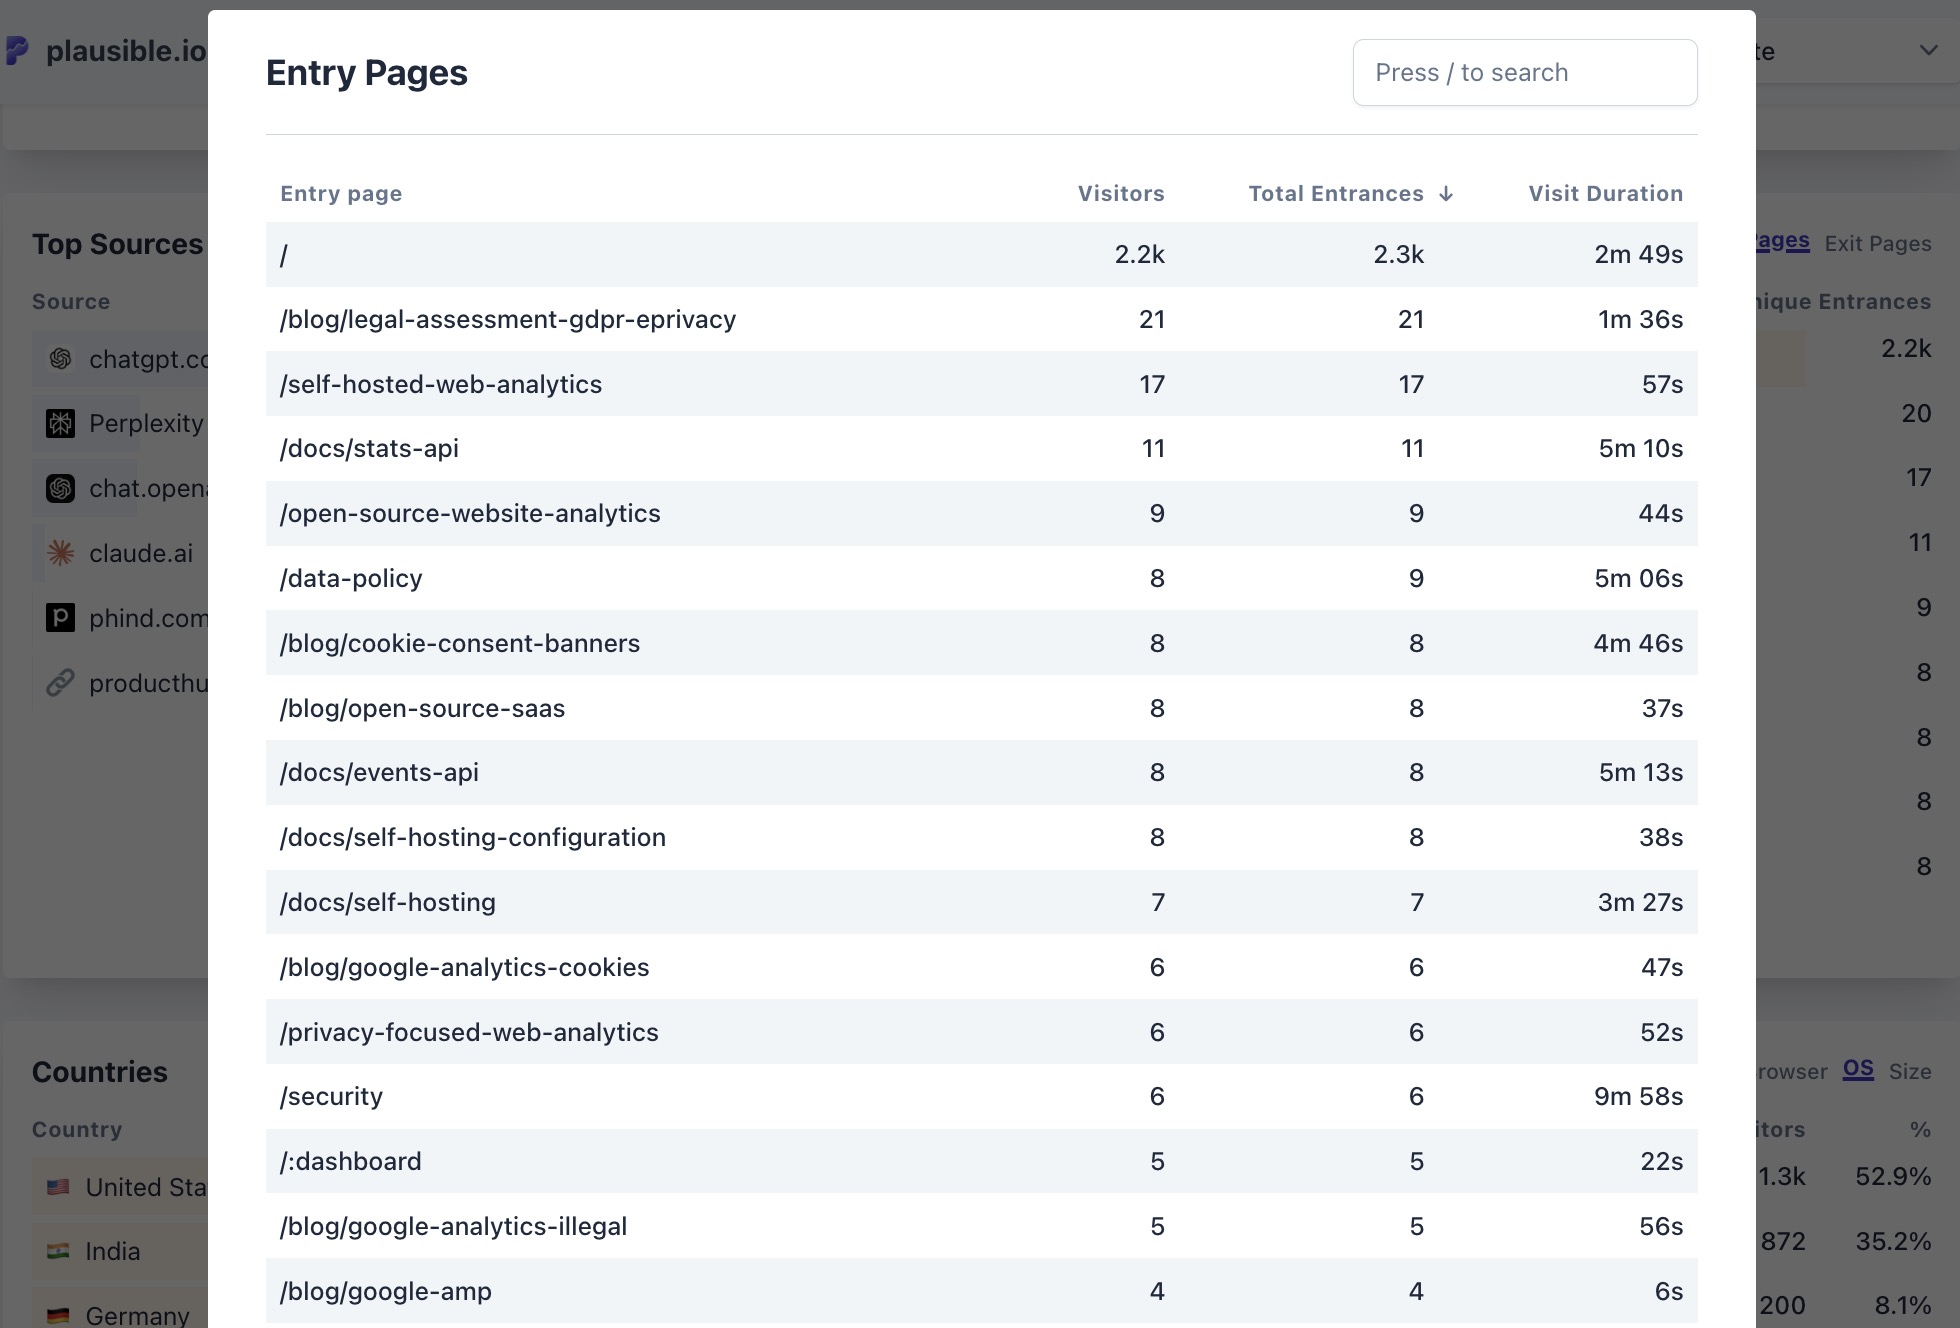 plausible.io
Entry Pages
Press / to search
Entry page Visitors Total Entrances ↓ Visit Duration
/ 2.2k 2.3k 2m 49s
/blog/legal-assessment-gdpr-eprivacy 21 21 1m 36s
/self-hosted-web-analytics 17 17 57s
/docs/stats-api 11 11 5m 10s
/open-source-website-analytics 9 9 44s
/data-policy 8 9 5m 06s
/blog/cookie-consent-banners 8 8 4m 46s
/blog/open-source-saas 8 8 37s
/docs/events-api 8 8 5m 13s
/docs/self-hosting-configuration 8 8 38s
/docs/self-hosting 7 7 3m 27s
/blog/google-analytics-cookies 6 6 47s
/privacy-focused-web-analytics 6 6 52s
/security 6 6 9m 58s
/:dashboard 5 5 22s
/blog/google-analytics-illegal 5 5 56s
/blog/google-amp 4 4 6s
Top Sources
Source
chatgpt.co
Perplexity
chat.opena
claude.ai
phind.com
producthu
Countries
Country
United Sta
India
Germany
te
Pages Exit Pages
nique Entrances
2.2k
20
17
11
9
8
8
8
8
rowser OS Size
itors %
1.3k 52.9%
872 35.2%
200 8.1%